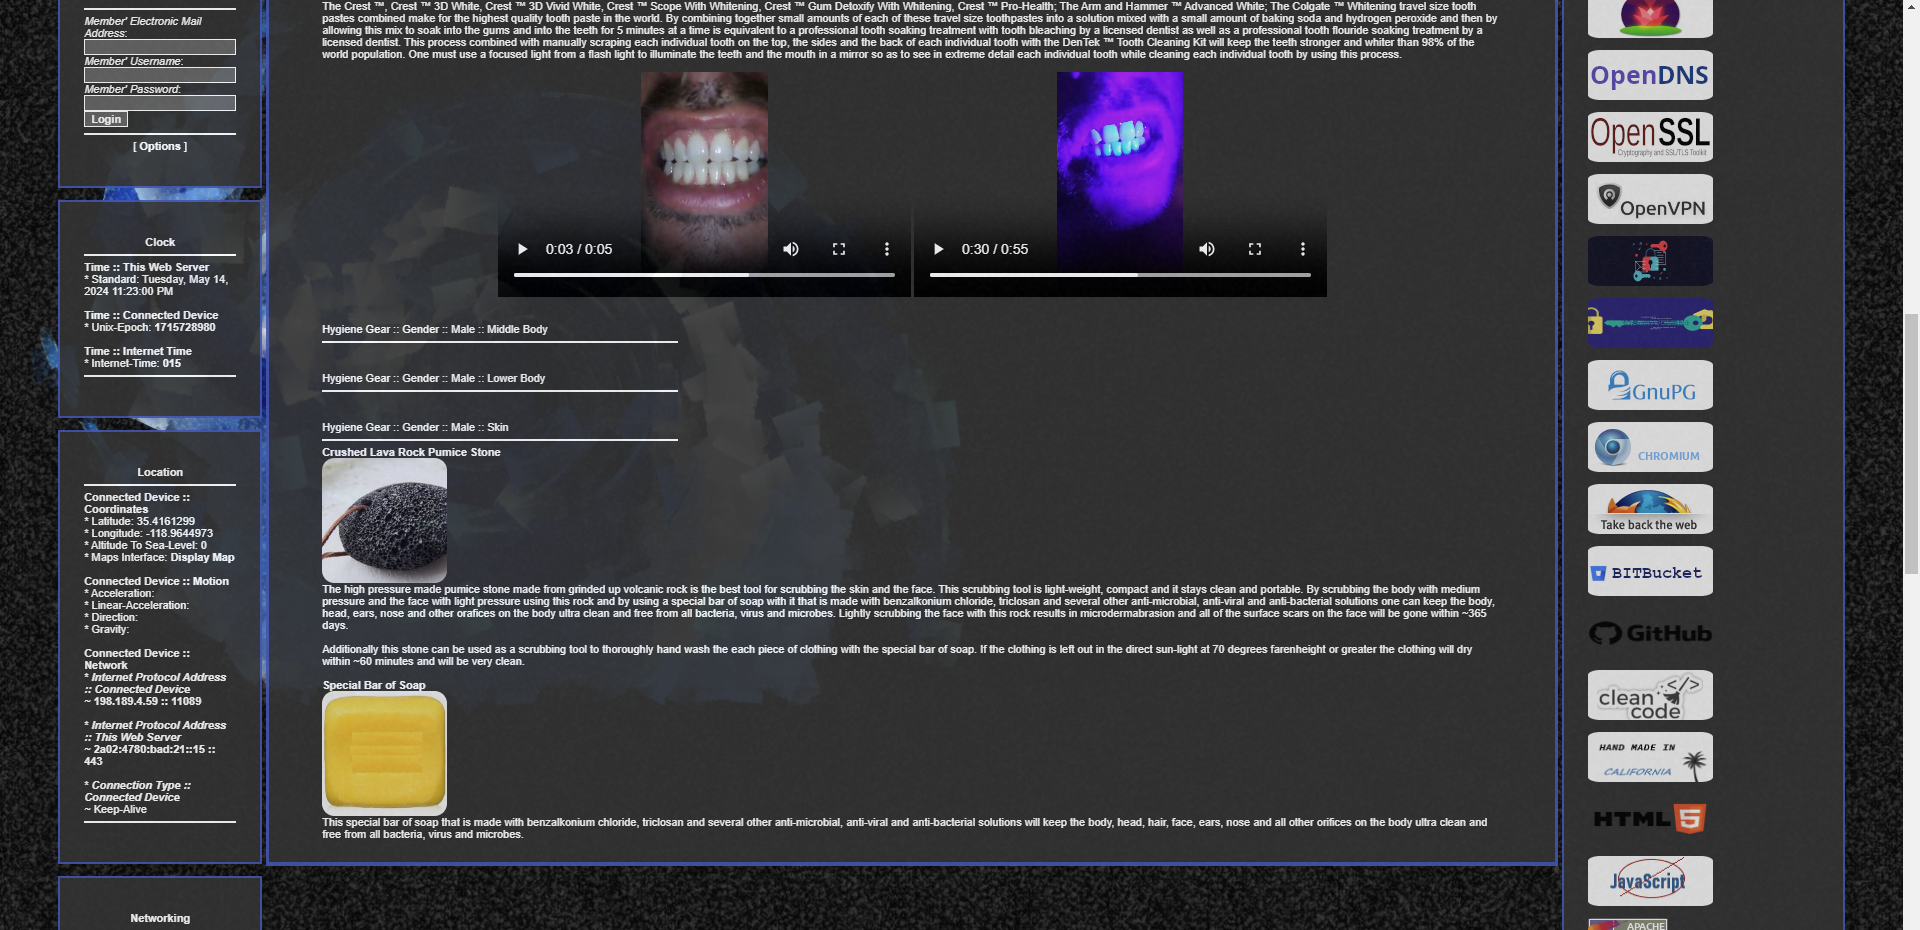 Member' Electronic Mail
Address:
Member' Username:
Member' Password:
Login
[ Options ]
Clock
Time :: This Web Server
* Standard: Tuesday, May 14,
2024 11:23:00 PM
Time :: Connected Device
* Unix-Epoch: 1715728980
Time :: Internet Time
* Internet-Time: 015
Location
Connected Device ::
Coordinates
* Latitude: 35.4161299
* Longitude: -118.9644973
* Altitude To Sea-Level: 0
* Maps Interface: Display Map
Connected Device :: Motion
* Acceleration:
* Linear-Acceleration:
* Direction:
* Gravity:
Connected Device ::
Network
* Internet Protocol Address
:: Connected Device
~ 198.189.4.59 :: 11089
* Internet Protocol Address
:: This Web Server
~ 2a02:4780:bad:21::15 ::
443
* Connection Type ::
Connected Device
~ Keep-Alive
Networking
The Crest ™, Crest ™ 3D White, Crest ™ 3D Vivid White, Crest ™ Scope With Whitening, Crest ™ Gum Detoxify With Whitening, Crest ™ Pro-Health; The Arm and Hammer ™ Advanced White; The Colgate ™ Whitening travel size tooth
pastes combined make for the highest quality tooth paste in the world. By combining together small amounts of each of these travel size toothpastes into a solution mixed with a small amount of baking soda and hydrogen peroxide and then by
allowing this mix to soak into the gums and into the teeth for 5 minutes at a time is equivalent to a professional tooth soaking treatment with tooth bleaching by a licensed dentist as well as a professional tooth flouride soaking treatment by a
licensed dentist. This process combined with manually scraping each individual tooth on the top, the sides and the back of each individual tooth with the DenTek ™ Tooth Cleaning Kit will keep the teeth stronger and whiter than 98% of the
world population. One must use a focused light from a flash light to illuminate the teeth and the mouth in a mirror so as to see in extreme detail each individual tooth while cleaning each individual tooth by using this process.
0:03 / 0:05
0:30 / 0:55
Hygiene Gear :: Gender :: Male :: Middle Body
Hygiene Gear :: Gender :: Male :: Lower Body
Hygiene Gear :: Gender :: Male :: Skin
Crushed Lava Rock Pumice Stone
The high pressure made pumice stone made from grinded up volcanic rock is the best tool for scrubbing the skin and the face. This scrubbing tool is light-weight, compact and it stays clean and portable. By scrubbing the body with medium
pressure and the face with light pressure using this rock and by using a special bar of soap with it that is made with benzalkonium chloride, triclosan and several other anti-microbial, anti-viral and anti-bacterial solutions one can keep the body,
head, ears, nose and other orafices on the body ultra clean and free from all bacteria, virus and microbes. Lightly scrubbing the face with this rock results in microdermabrasion and all of the surface scars on the face will be gone within ~365
days.
Additionally this stone can be used as a scrubbing tool to thoroughly hand wash the each piece of clothing with the special bar of soap. If the clothing is left out in the direct sun-light at 70 degrees farenheight or greater the clothing will dry
within ~60 minutes and will be very clean.
Special Bar of Soap
This special bar of soap that is made with benzalkonium chloride, triclosan and several other anti-microbial, anti-viral and anti-bacterial solutions will keep the body, head, hair, face, ears, nose and all other orifices on the body ultra clean and
free from all bacteria, virus and microbes.
OpenDNS
OpenSSL
Cryptography and SSL/TLS Toolkit
OpenVPN
GnuPG
CHROMIUM
Take back the web
BITBucket
GitHub
clean </>
code
HAND MADE IN
CALIFORNIA
HTML 5
JavaScript
APACHE